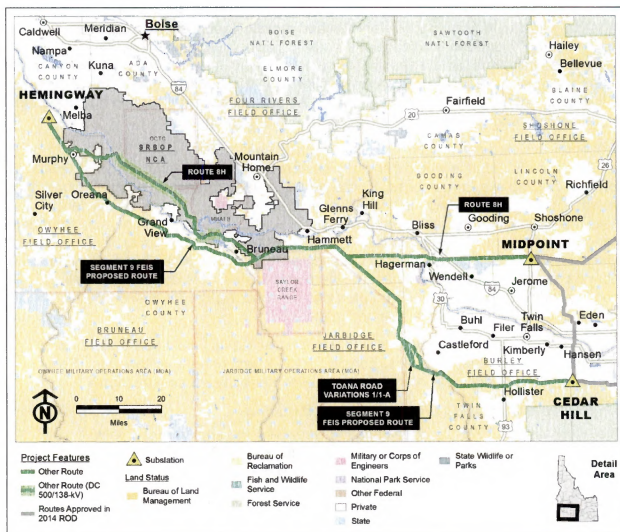 Boise
Caldwell
Meridian
Nampa
ADA COUNTY
CANYON COUNTY
Kuna
BOISE NAT'L FOREST
SAWTOOTH NAT'L FOREST
Hailey
Bellevue
ELMORE COUNTY
BLAINE COUNTY
84
HEMINGWAY
Melba
FOUR RIVERS FIELD OFFICE
Fairfield
20
CAMAS COUNTY
SHOSHONE FIELD OFFICE
SRBOP NCA
Murphy
ROUTE 8H
Mountain Home
GOODING COUNTY
LINCOLN COUNTY
26
Richfield
Silver City
Oreana
King Hill
ROUTE 8H
Glenns Ferry
Bliss
Gooding
Shoshone
OWYHEE FIELD OFFICE
Grand View
Hammett
MIDPOINT
Bruneau
Hagerman
Wendell
84
Jerome
SEGMENT 9 FEIS PROPOSED ROUTE
SAYLOR CREEK RANGE
30
OWYHEE COUNTY
Buhl
Filer
Twin Falls
Eden
BRUNEAU FIELD OFFICE
JARBIDGE FIELD OFFICE
Castleford
Kimberly
Hansen
BURLEY FIELD OFFICE
OWYHEE MILITARY OPERATIONS AREA (MOA)
JARBIDGE MILITARY OPERATIONS AREA (MOA)
TOANA ROAD VARIATIONS 1/1-A
Hollister
CEDAR HILL
SEGMENT 9 FEIS PROPOSED ROUTE
TWIN FALLS COUNTY
93
N
0 10 20
Miles
Project Features
Other Route
Other Route (DC 500/138-kV)
Routes Approved in 2014 ROD
Substation
Land Status
Bureau of Land Management
Bureau of Reclamation
Fish and Wildlife Service
Forest Service
Military or Corps of Engineers
National Park Service
Other Federal
Private
State
State Wildlife or Parks
Detail Area